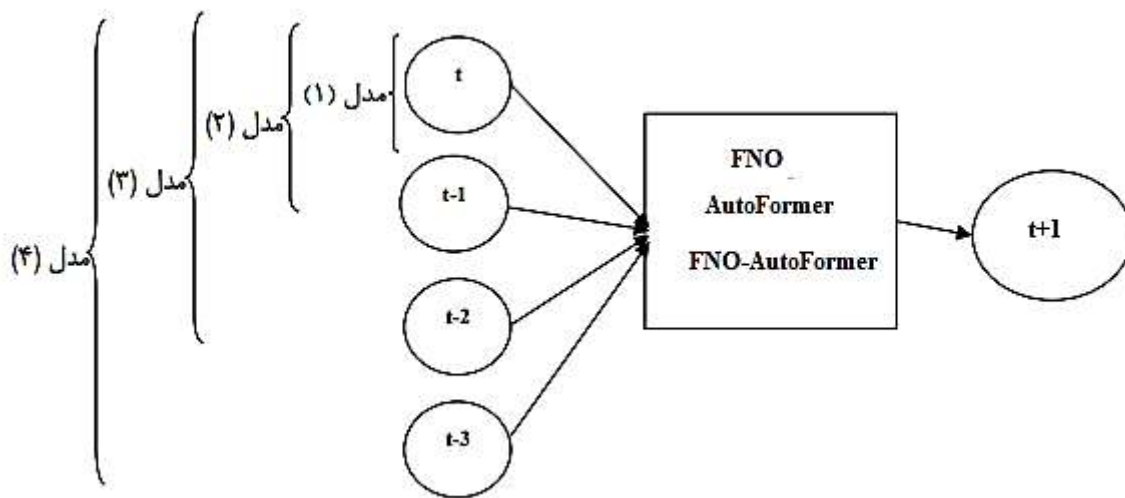 مدل (۱)
مدل (۲)
مدل (۳)
مدل (۴)
t
t-1
t-2
t-3
FNO
AutoFormer
FNO-AutoFormer
t+1